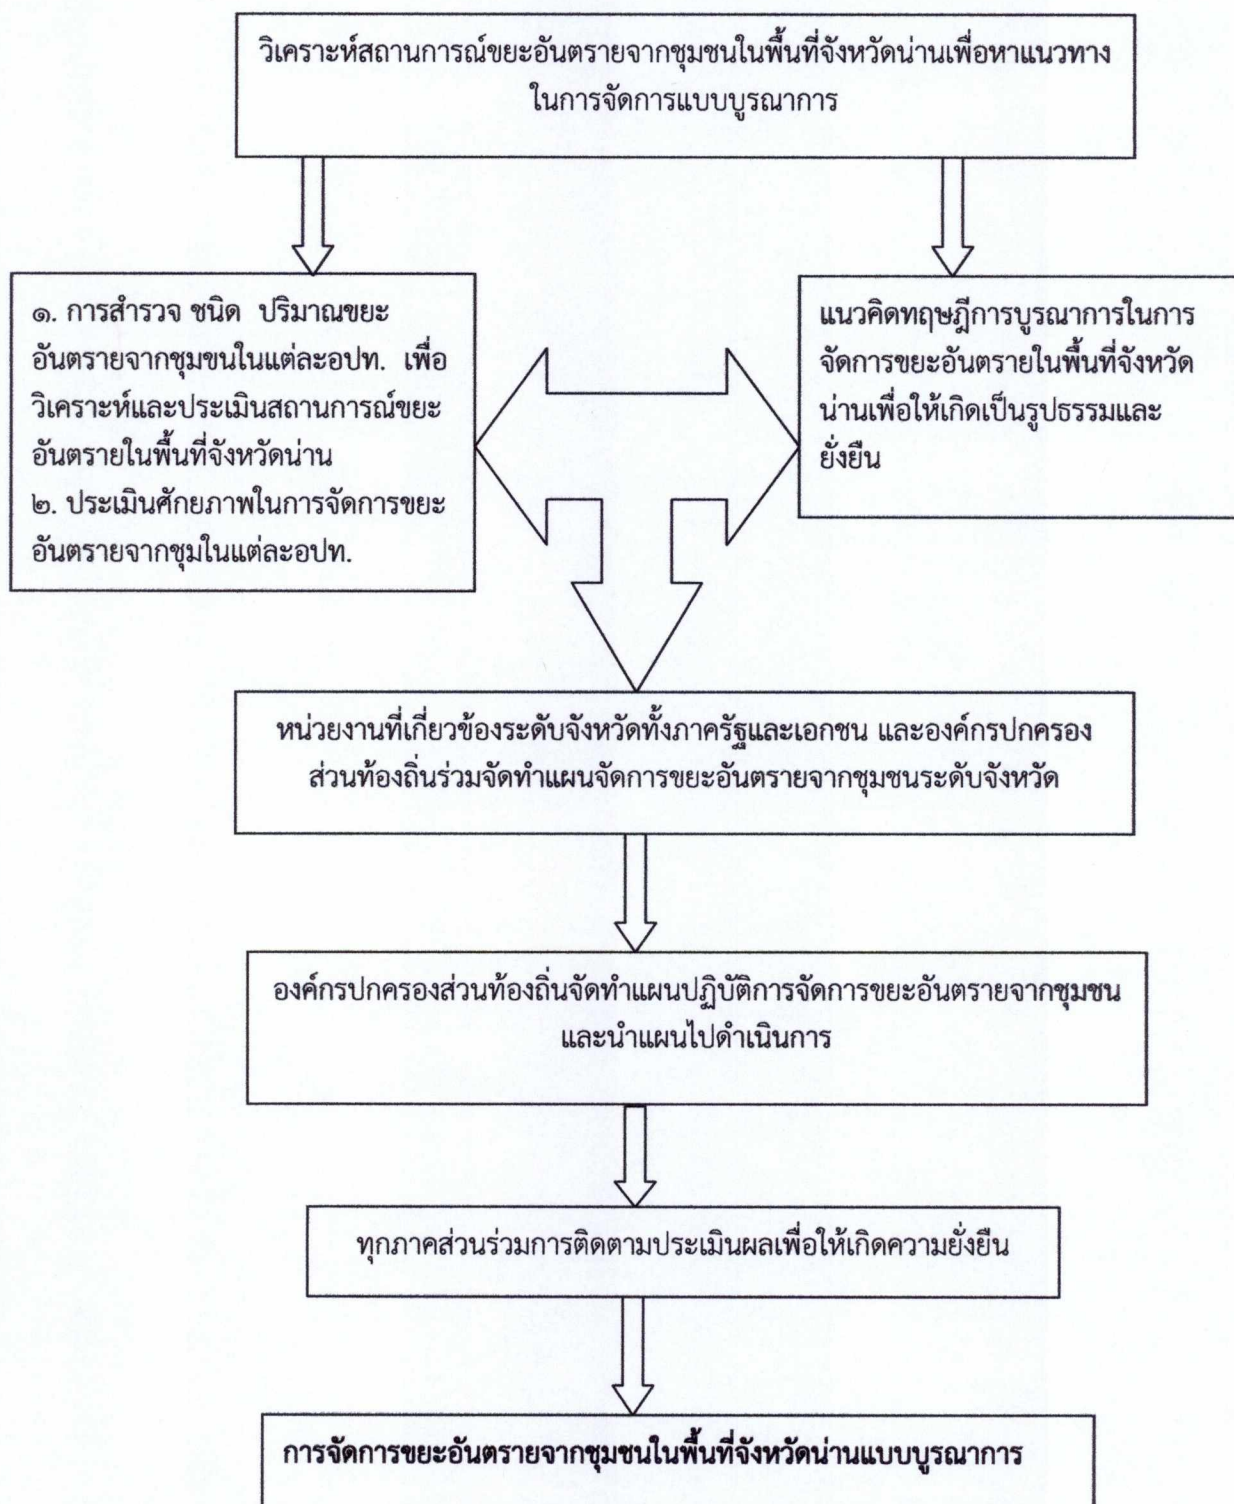 วิเคราะห์สถานการณ์ขยะอันตรายจากชุมชนในพื้นที่จังหวัดน่านเพื่อหาแนวทาง
ในการจัดการแบบบูรณาการ
๑. การสำรวจ ชนิด ปริมาณขยะ
อันตรายจากชุมขนในแต่ละอปท. เพื่อ
วิเคราะห์และประเมินสถานการณ์ขยะ
อันตรายในพื้นที่จังหวัดน่าน
๒. ประเมินศักยภาพในการจัดการขยะ
อันตรายจากชุมในแต่ละอปท.
แนวคิดทฤษฎีการบูรณาการในการ
จัดการขยะอันตรายในพื้นที่จังหวัด
น่านเพื่อให้เกิดเป็นรูปธรรมและ
ยั่งยืน
หน่วยงานที่เกี่ยวข้องระดับจังหวัดทั้งภาครัฐและเอกชน และองค์กรปกครอง
ส่วนท้องถิ่นร่วมจัดทำแผนจัดการขยะอันตรายจากชุมชนระดับจังหวัด
องค์กรปกครองส่วนท้องถิ่นจัดทำแผนปฏิบัติการจัดการขยะอันตรายจากชุมชน
และนำแผนไปดำเนินการ
ทุกภาคส่วนร่วมการติดตามประเมินผลเพื่อให้เกิดความยั่งยืน
การจัดการขยะอันตรายจากชุมชนในพื้นที่จังหวัดน่านแบบบูรณาการ